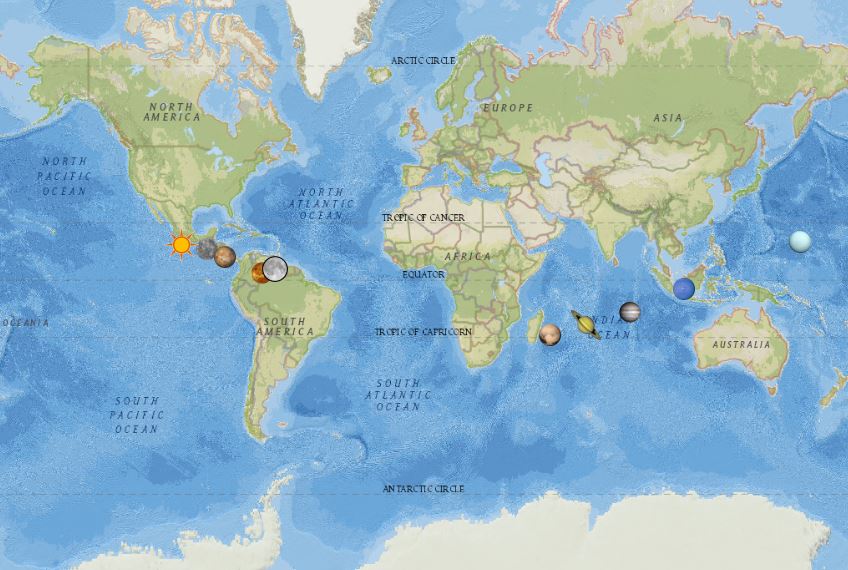 ARCTIC CIRCLE
NORTH
AMERICA
EUROPE
ASIA
NORTH
PACIFIC
OCEAN
NORTH
ATLANTIC
OCEAN
TROPIC OF CANCER
AFRICA
EQUATOR
OCEANIA
SOUTH
AMERICA
INDIAN
OCEAN
TROPIC OF CAPRICORN
AUSTRALIA
SOUTH
PACIFIC
OCEAN
SOUTH
ATLANTIC
OCEAN
ANTARCTIC CIRCLE